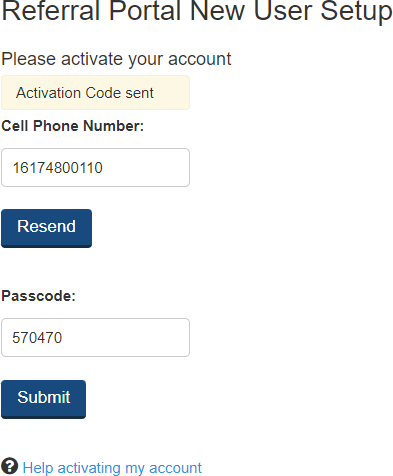 Referral Portal New User Setup
Please activate your account
Activation Code sent
Cell Phone Number:
16174800110
Resend
Passcode:
570470
Submit
? Help activating my account